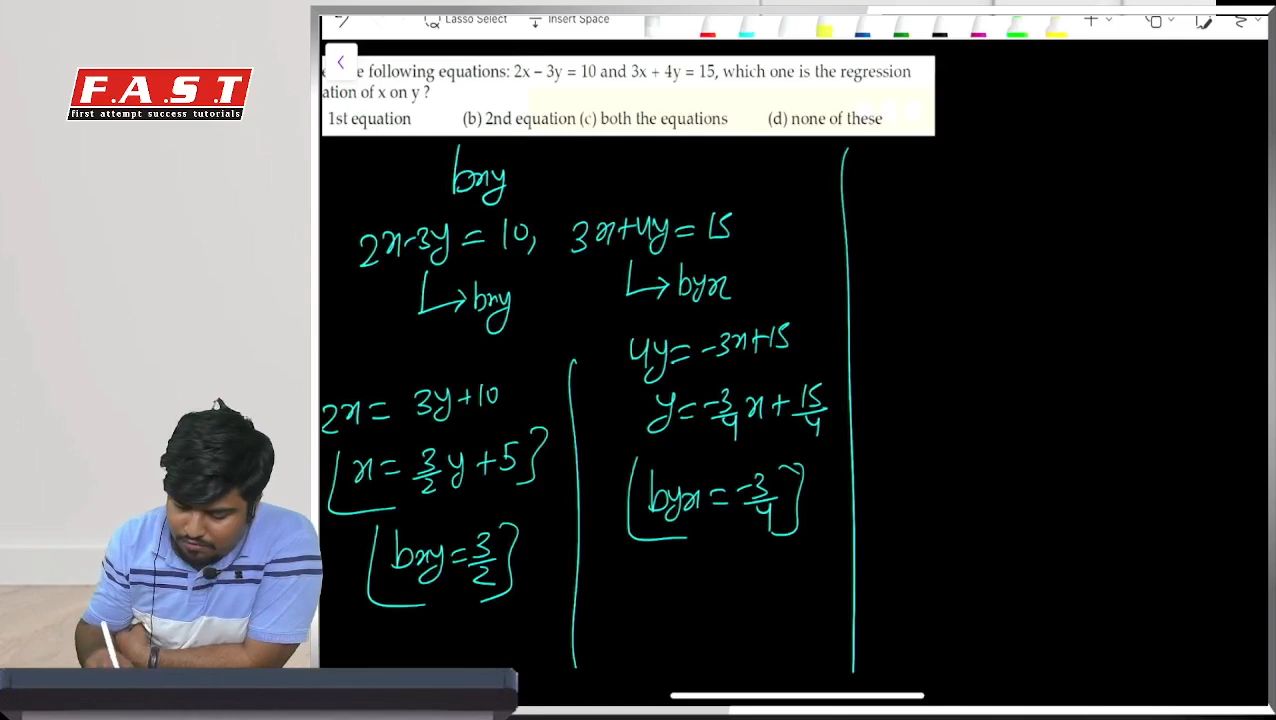 Lasso Select
Insert Space
F.A.S.T
first attempt success tutorials
e following equations: 2x – 3y = 10 and 3x + 4y = 15, which one is the regression
ation of x on y ?
1st equation (b) 2nd equation (c) both the equations (d) none of these
bxy
2x-3y = 10, 3x+4y = 15
↳ bxy
↳ byx
4y = -3x+15
2x = 3y+10
y = -3/4 x + 15/4
x = 3/2 y + 5
byx = -3/4
bxy = 3/2